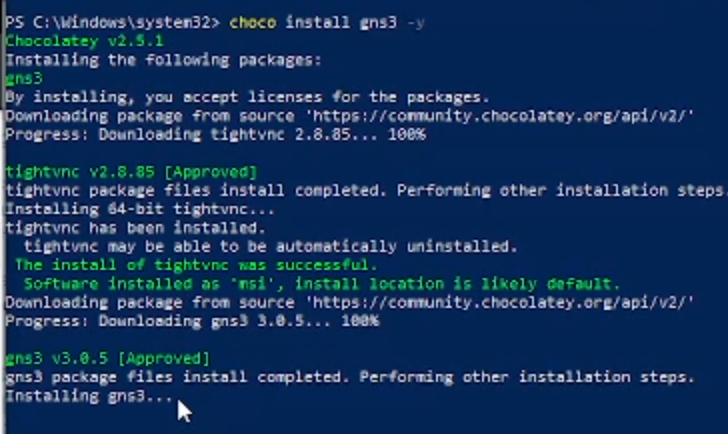 PS C:\Windows\system32> choco install gns3 -y
Chocolatey v2.5.1
Installing the following packages:
gns3
By installing, you accept licenses for the packages.
Downloading package from source 'https://community.chocolatey.org/api/v2/'
Progress: Downloading tightvnc 2.8.85... 100%
tightvnc v2.8.85 [Approved]
tightvnc package files install completed. Performing other installation steps.
Installing 64-bit tightvnc...
tightvnc has been installed.
tightvnc may be able to be automatically uninstalled.
The install of tightvnc was successful.
Software installed as 'msi', install location is likely default.
Downloading package from source 'https://community.chocolatey.org/api/v2/'
Progress: Downloading gns3 3.0.5... 100%
gns3 v3.0.5 [Approved]
gns3 package files install completed. Performing other installation steps.
Installing gns3...